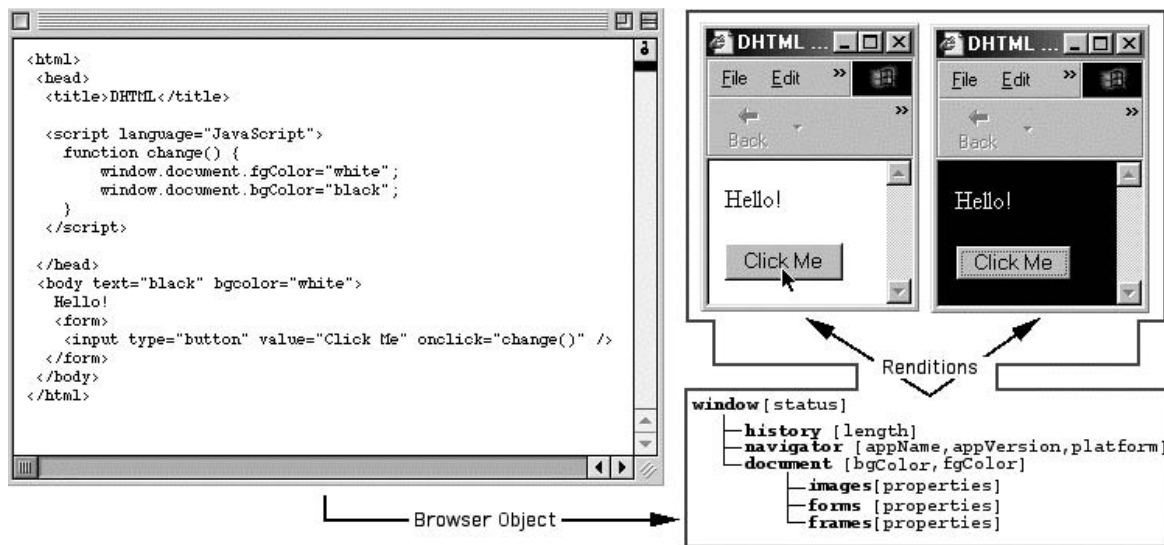 <html>
<head>
<title>DHTML</title>
<script language="JavaScript">
function change() {
window.document.fgColor="white";
window.document.bgColor="black";
}
</script>
</head>
<body text="black" bgcolor="white">
Hello!
<form>
<input type="button" value="Click Me" onclick="change()" />
</form>
</body>
</html>
DHTML ...
File Edit »
Back »
Hello!
Click Me
DHTML ...
File Edit »
Back »
Hello!
Click Me
Renditions
window[status]
history [length]
navigator [appName,appVersion,platform]
document [bgColor,fgColor]
images[properties]
forms [properties]
frames[properties]
Browser Object